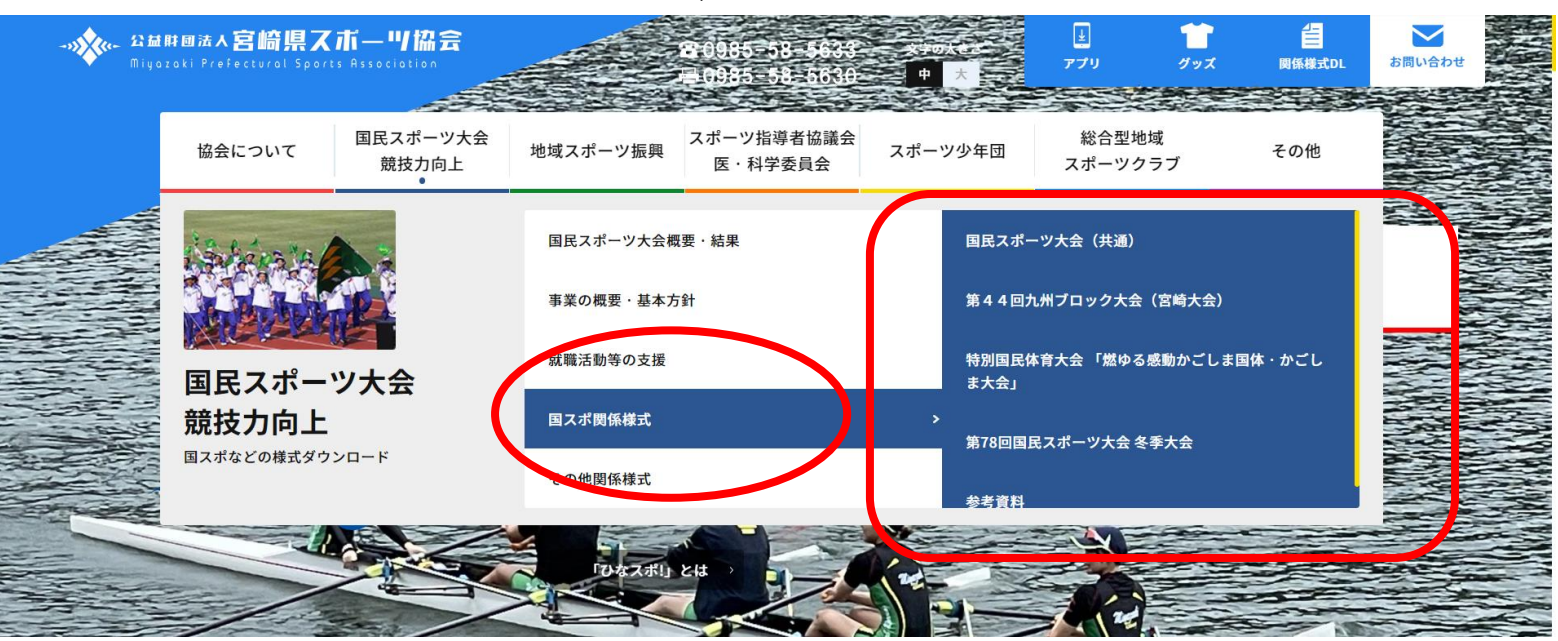 公益財団法人宮崎県スポーツ協会
Miyazaki Prefectural Sports Association
☎0985-58-5633
0985-58-5630
文字の大きさ
中 大
アプリ
グッズ
関係様式DL
お問い合わせ
協会について
国民スポーツ大会
競技力向上
地域スポーツ振興
スポーツ指導者協議会
医・科学委員会
スポーツ少年団
総合型地域
スポーツクラブ
その他
国民スポーツ大会
競技力向上
国スポなどの様式ダウンロード
国民スポーツ大会概要・結果
事業の概要・基本方針
就職活動等の支援
国スポ関係様式 >
その他関係様式
国民スポーツ大会（共通）
第４４回九州ブロック大会（宮崎大会）
特別国民体育大会 「燃ゆる感動かごしま国体・かごし
ま大会」
第78回国民スポーツ大会 冬季大会
参考資料
「ひなスポ!」とは >